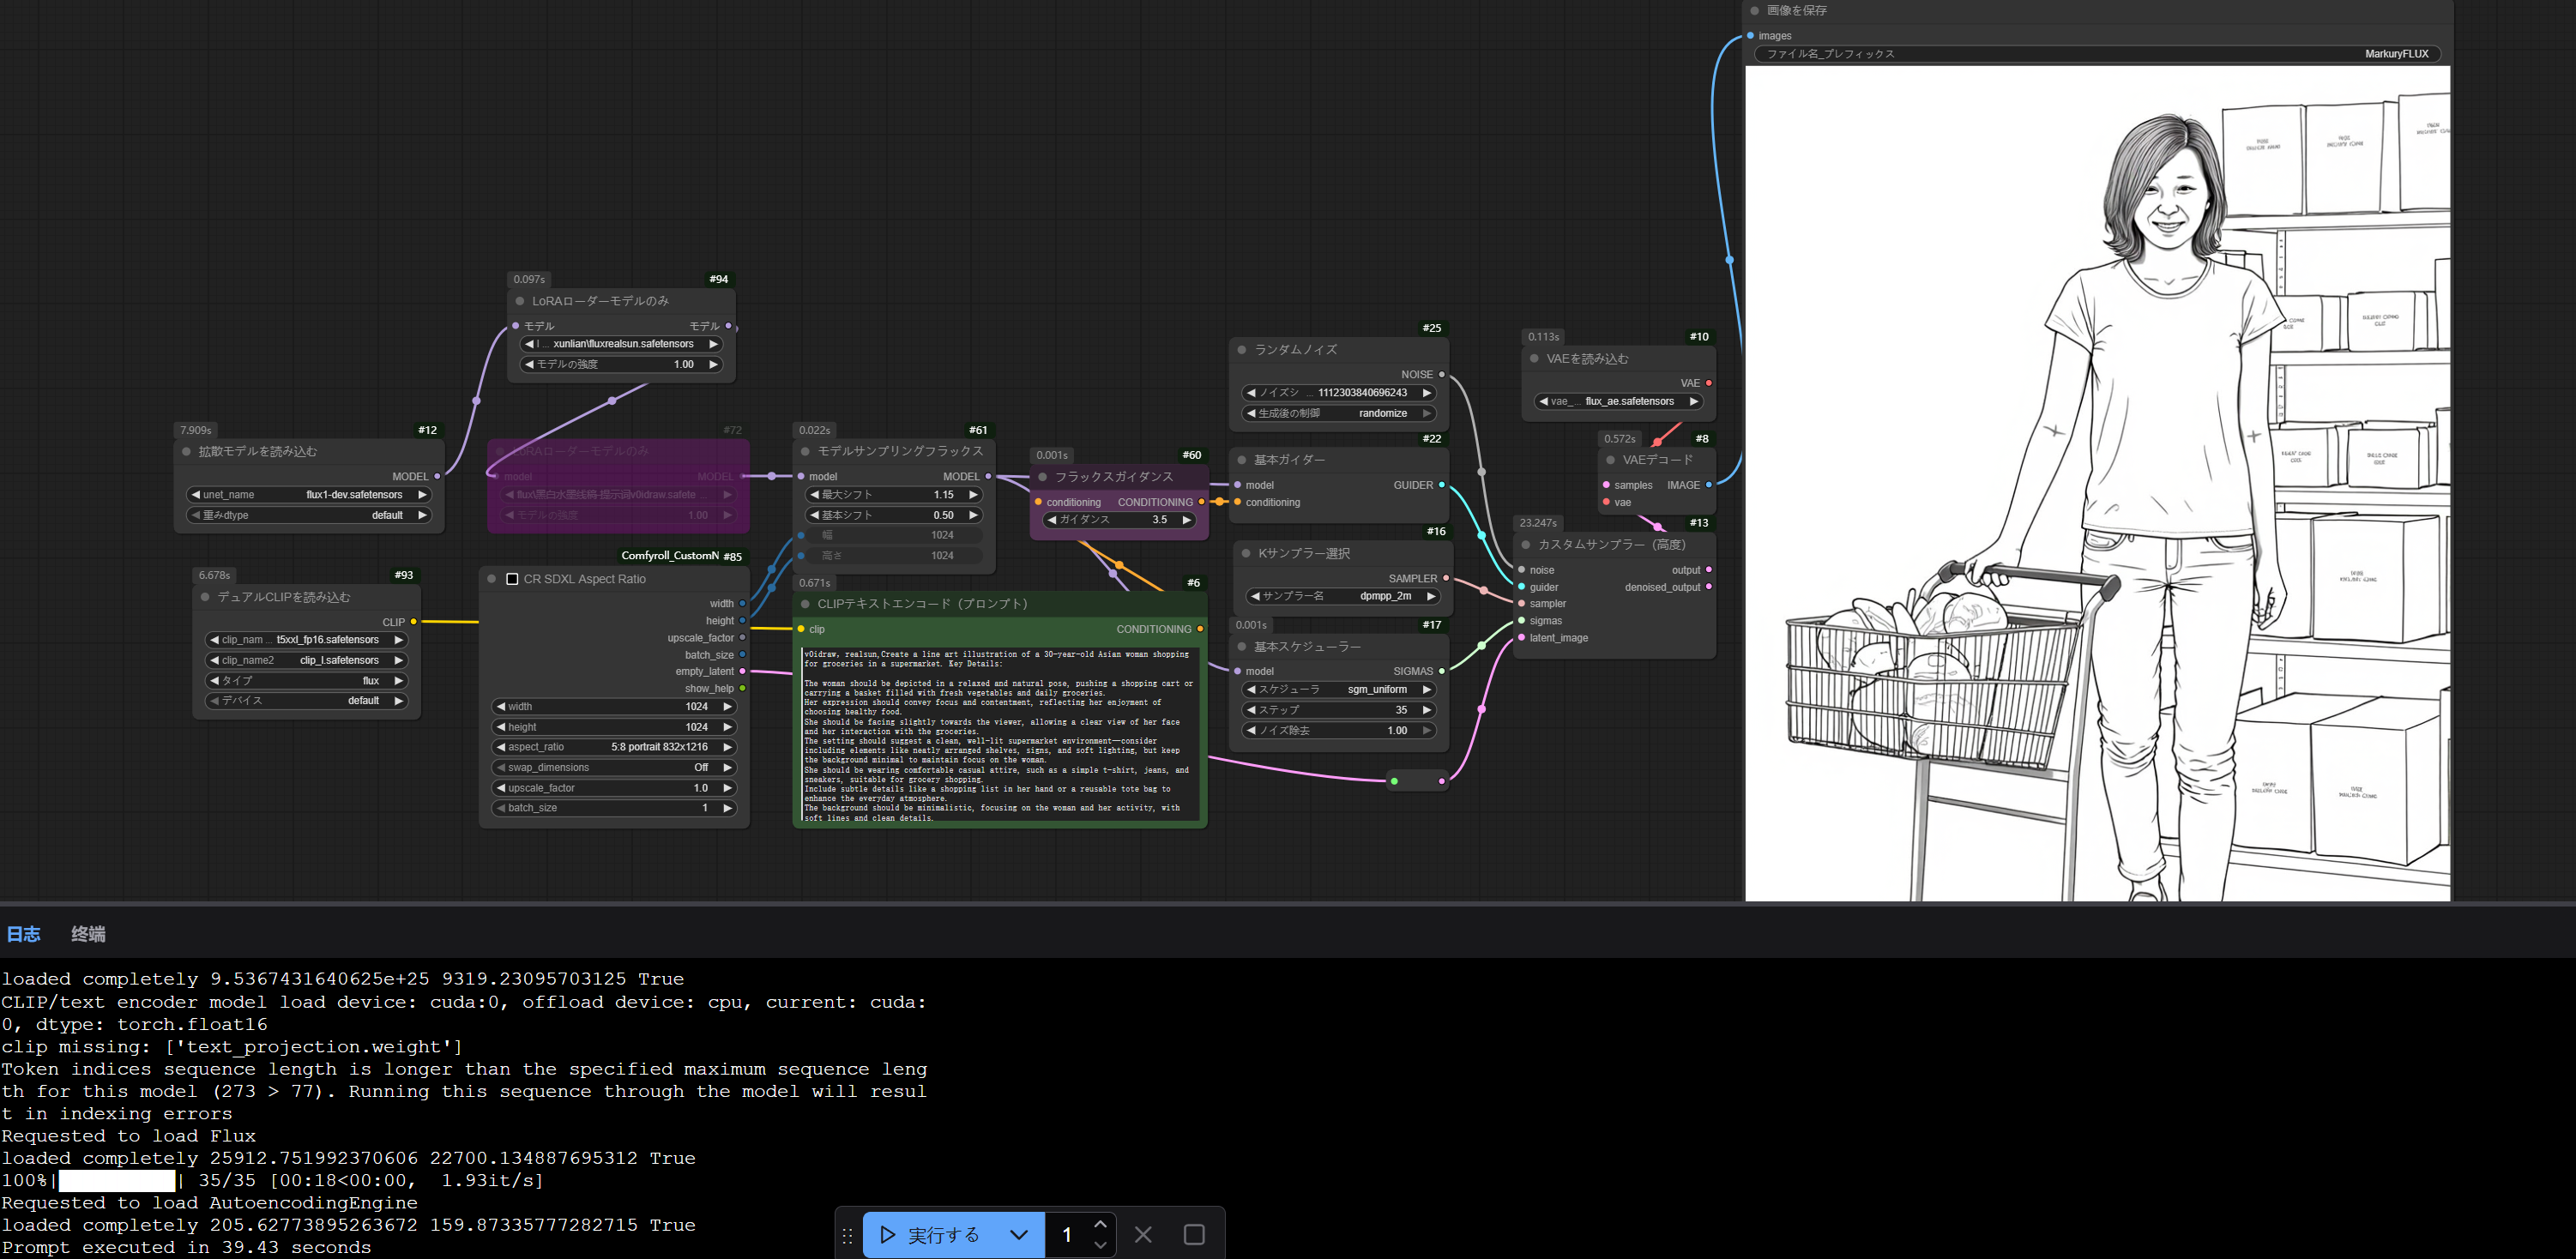 画像を保存
images
ファイル名_プレフィックス MarkuryFLUX
0.097s #94
LoRAローダーモデルのみ
モデル モデル
l ... xunlian\fluxrealsun.safetensors
モデルの強度 1.00
7.909s #12
拡散モデルを読み込む
MODEL
unet_name flux1-dev.safetensors
重みdtype default
#72
LoRAローダーモデルのみ
model MODEL
flux\黑白水墨线稿-提示词v0idraw.safete ...
モデルの強度 1.00
6.678s #93
デュアルCLIPを読み込む
CLIP
clip_nam ... t5xxl_fp16.safetensors
clip_name2 clip_l.safetensors
タイプ flux
デバイス default
Comfyroll_CustomN #85
CR SDXL Aspect Ratio
width
height
upscale_factor
batch_size
empty_latent
show_help
width 1024
height 1024
aspect_ratio 5:8 portrait 832x1216
swap_dimensions Off
upscale_factor 1.0
batch_size 1
0.022s #61
モデルサンプリングフラックス
model MODEL
最大シフト 1.15
基本シフト 0.50
幅 1024
高さ 1024
0.001s #60
フラックスガイダンス
conditioning CONDITIONING
ガイダンス 3.5
0.671s #6
CLIPテキストエンコード（プロンプト）
clip CONDITIONING
v0idraw, realsun,Create a line art illustration of a 30-year-old Asian woman shopping
for groceries in a supermarket. Key Details:
The woman should be depicted in a relaxed and natural pose, pushing a shopping cart or
carrying a basket filled with fresh vegetables and daily groceries.
Her expression should convey focus and contentment, reflecting her enjoyment of
choosing healthy food.
She should be facing slightly towards the viewer, allowing a clear view of her face
and her interaction with the groceries.
The setting should suggest a clean, well-lit supermarket environment—consider
including elements like neatly arranged shelves, signs, and soft lighting, but keep
the background minimal to maintain focus on the woman.
She should be wearing comfortable casual attire, such as a simple t-shirt, jeans, and
sneakers, suitable for grocery shopping.
Include subtle details like a shopping list in her hand or a reusable tote bag to
enhance the everyday atmosphere.
The background should be minimalistic, focusing on the woman and her activity, with
soft lines and clean details.
#25
ランダムノイズ
NOISE
ノイズシ ... 1112303840696243
生成後の制御 randomize
#22
基本ガイダー
model GUIDER
conditioning
#16
Kサンプラー選択
SAMPLER
サンプラー名 dpmpp_2m
0.001s #17
基本スケジューラー
model SIGMAS
スケジューラ sgm_uniform
ステップ 35
ノイズ除去 1.00
0.113s #10
VAEを読み込む
VAE
vae_... flux_ae.safetensors
0.572s #8
VAEデコード
samples IMAGE
vae
23.247s #13
カスタムサンプラー（高度）
noise output
guider denoised_output
sampler
sigmas
latent_image
日志 终端
loaded completely 9.5367431640625e+25 9319.23095703125 True
CLIP/text encoder model load device: cuda:0, offload device: cpu, current: cuda:
0, dtype: torch.float16
clip missing: ['text_projection.weight']
Token indices sequence length is longer than the specified maximum sequence leng
th for this model (273 > 77). Running this sequence through the model will resul
t in indexing errors
Requested to load Flux
loaded completely 25912.751992370606 22700.134887695312 True
100%| | 35/35 [00:18<00:00, 1.93it/s]
Requested to load AutoencodingEngine
loaded completely 205.62773895263672 159.87335777282715 True
Prompt executed in 39.43 seconds
実行する 1